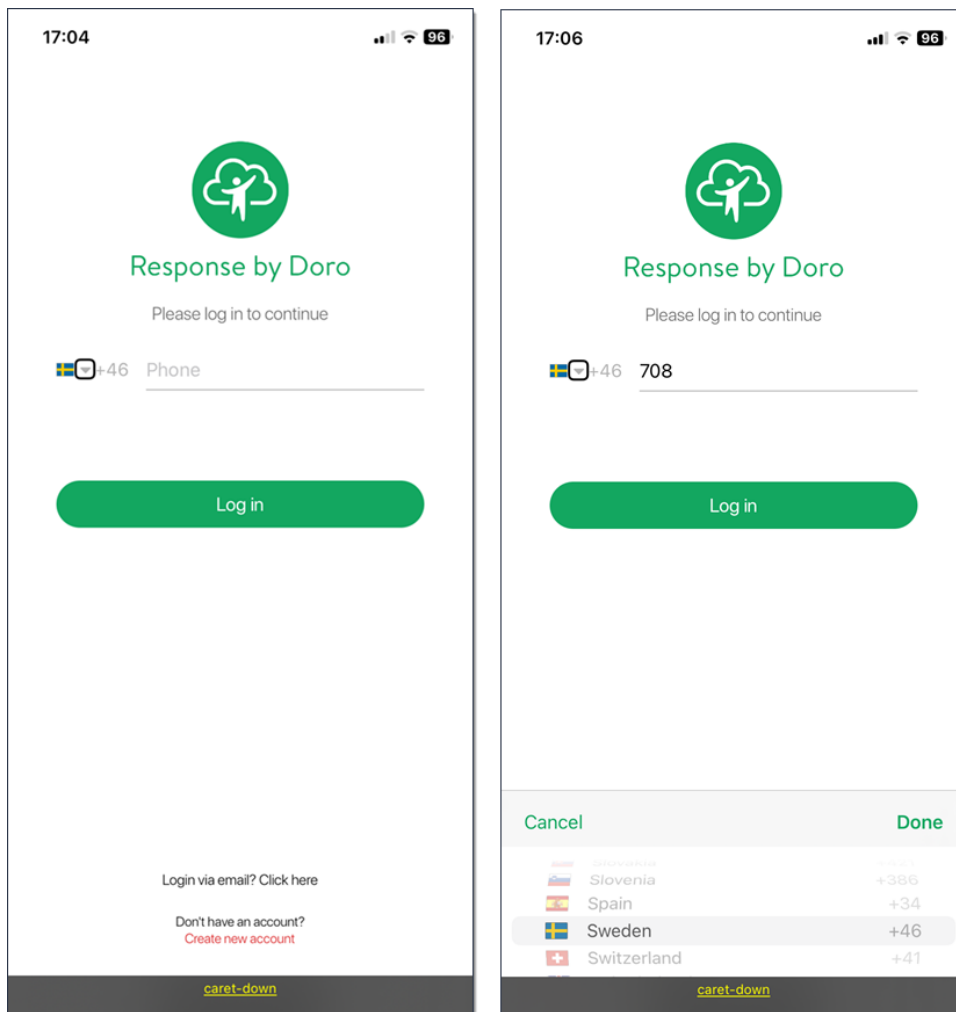 17:04
96
Response by Doro
Please log in to continue
+46 Phone
Log in
Login via email? Click here
Don't have an account?
Create new account
caret-down
17:06
96
Response by Doro
Please log in to continue
+46 708
Log in
Cancel Done
Slovakia +421
Slovenia +386
Spain +34
Sweden +46
Switzerland +41
caret-down